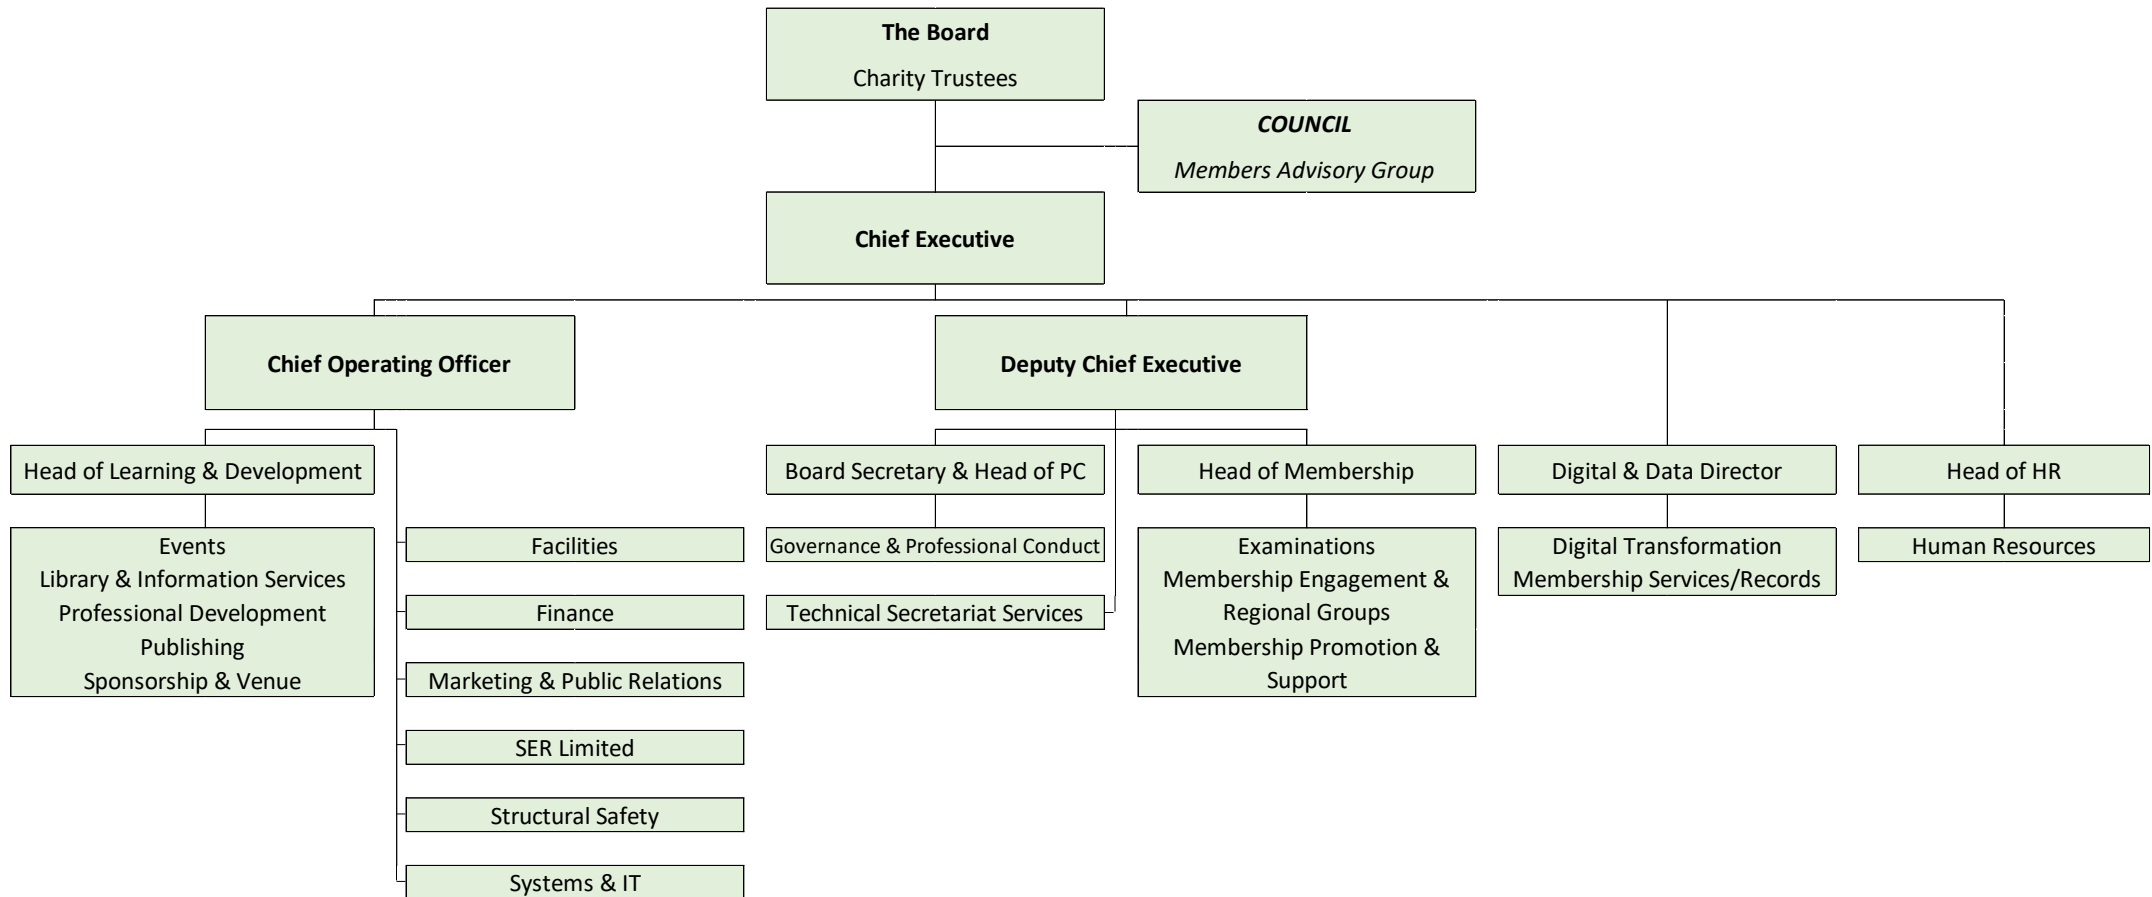 The Board
Charity Trustees
COUNCIL
Members Advisory Group
Chief Executive
Chief Operating Officer
Deputy Chief Executive
Head of Learning & Development
Board Secretary & Head of PC
Head of Membership
Digital & Data Director
Head of HR
Events
Library & Information Services
Professional Development
Publishing
Sponsorship & Venue
Facilities
Finance
Marketing & Public Relations
SER Limited
Structural Safety
Systems & IT
Governance & Professional Conduct
Technical Secretariat Services
Examinations
Membership Engagement &
Regional Groups
Membership Promotion &
Support
Digital Transformation
Membership Services/Records
Human Resources